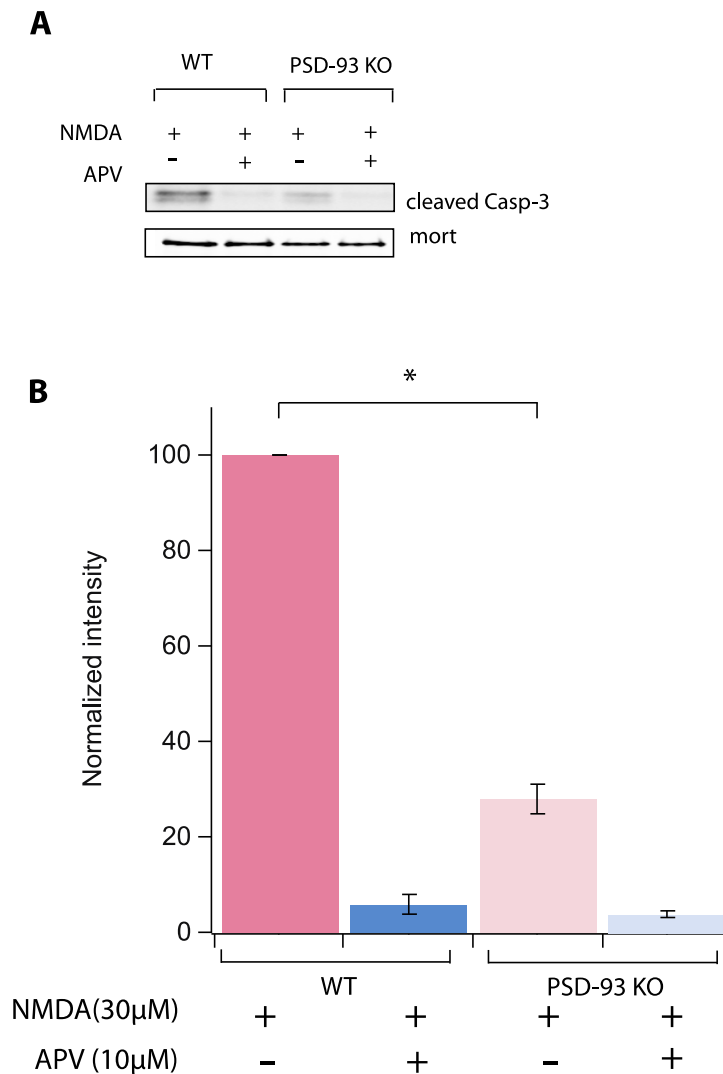 A
WT PSD-93 KO
NMDA + + + +
APV - + - +
cleaved Casp-3
mort
B
*
Normalized intensity
100
80
60
40
20
0
WT PSD-93 KO
NMDA(30µM) + + + +
APV (10µM) - + - +